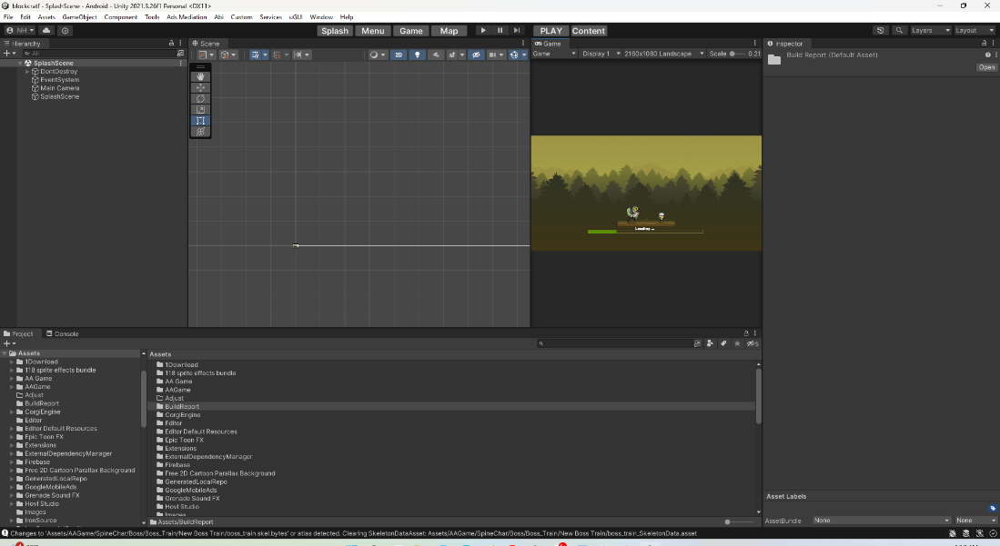 blockcratf - SplashScene - Android - Unity 2021.3.26f1 Personal <DX11>
File Edit Assets GameObject Component Tools Ads Mediation Abi Custom Services uGUI Window Help
NH Splash Menu Game Map PLAY Content Layers Layout
Hierarchy Scene Game Inspector
All
Game Display 1 2160x1080 Landscape Scale 0.21
2D
Build Report (Default Asset)
Open
SplashScene
DontDestroy
EventSystem
Main Camera
SplashScene
Loading ...
Project Console
5
Assets
1Download
118 sprite effects bundle
AA Game
AAGame
Adjust
BuildReport
CorgiEngine
Editor
Editor Default Resources
Epic Toon FX
Extensions
ExternalDependencyManager
Firebase
Free 2D Cartoon Parallax Background
GeneratedLocalRepo
GoogleMobileAds
Grenade Sound FX
Hovl Studio
Images
IronSource
Assets
1Download
118 sprite effects bundle
AA Game
AAGame
Adjust
BuildReport
CorgiEngine
Editor
Editor Default Resources
Epic Toon FX
Extensions
ExternalDependencyManager
Firebase
Free 2D Cartoon Parallax Background
GeneratedLocalRepo
GoogleMobileAds
Grenade Sound FX
Hovl Studio
Images
Assets/BuildReport
Asset Labels
AssetBundle None None
Changes to 'Assets/AAGame/SpineChar/Boss/Boss_Train/New Boss Train/boss_train.skel.bytes' or atlas detected. Clearing SkeletonDataAsset: Assets/AAGame/SpineChar/Boss/Boss_Train/New Boss Train/boss_train_SkeletonData.asset